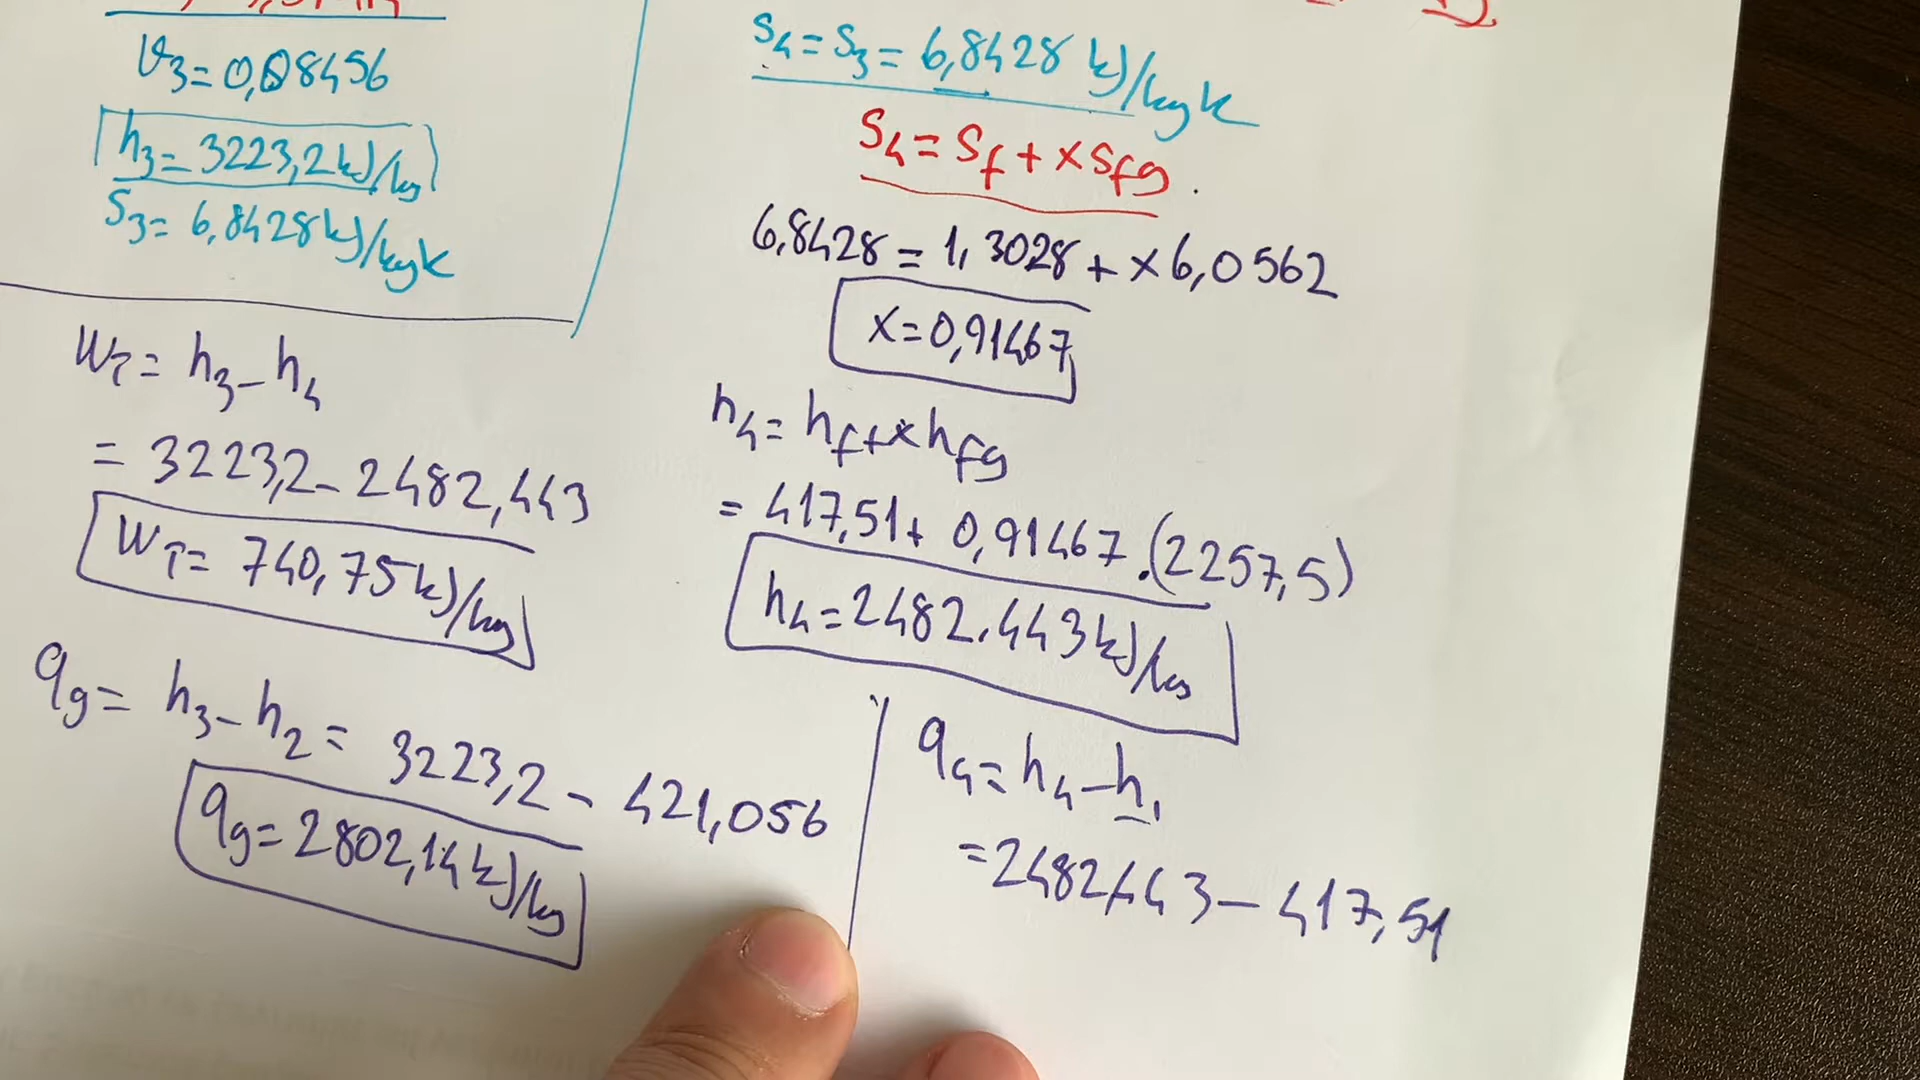 V3=0,08456
h3=3223,2kJ/kg
S3=6,8428kJ/kgK
S4=S3=6,8428 kJ/kgK
S4=Sf+xSfg.
6,8428=1,3028+x6,0562
x=0,91467
h4=hf+xhfg
=417,51+0,91467.(2257,5)
h4=2482.443kJ/kg
WT=h3-h4
=3223,2-2482,443
WT=740,75kJ/kg
qg=h3-h2=3223,2-421,056
qg=2802,14kJ/kg
q4=h4-h1
=2482,443-417,51